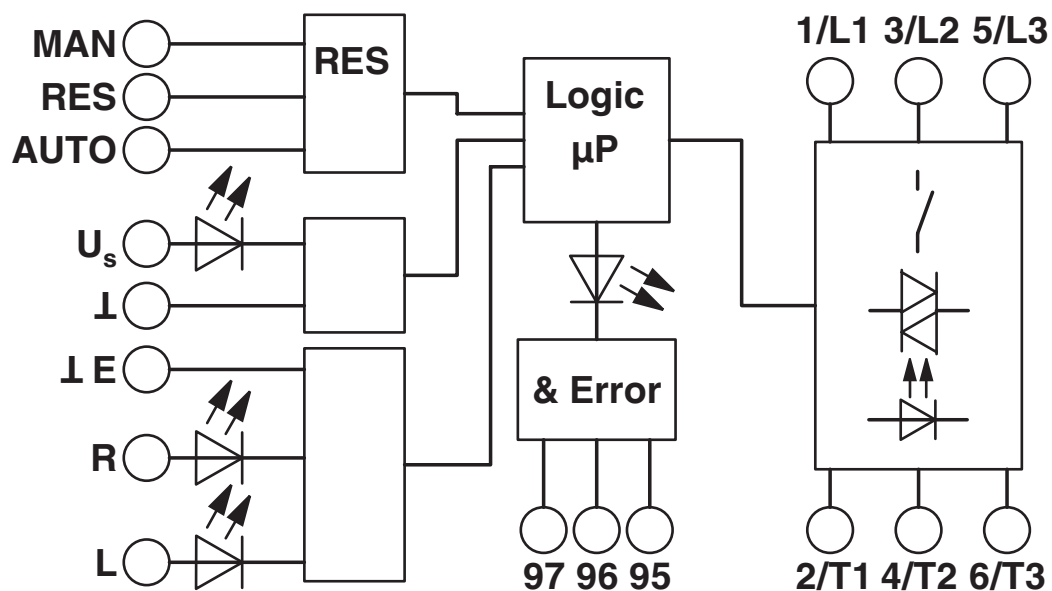 MAN
RES
AUTO
RES
Us
⊥
⊥ E
R
L
Logic
µP
& Error
97 96 95
1/L1 3/L2 5/L3
2/T1 4/T2 6/T3